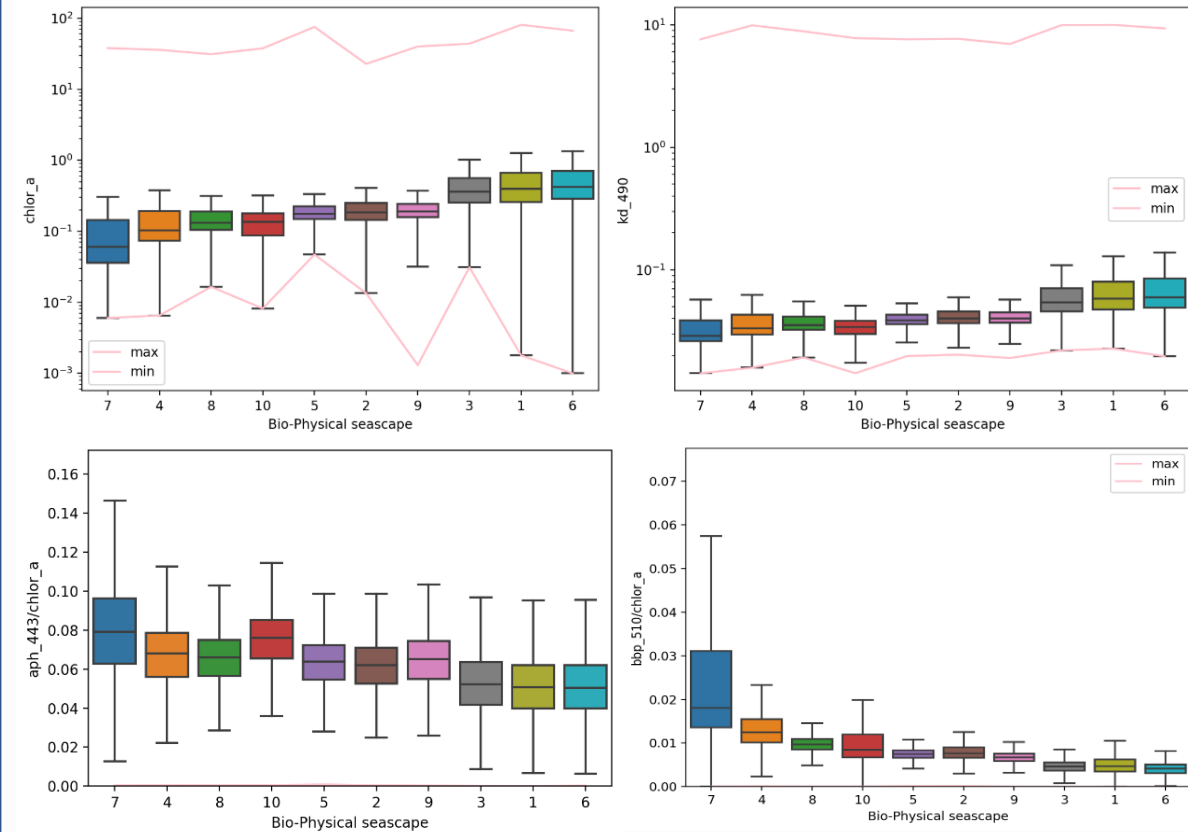 10²
10¹
10⁰
10⁻¹
10⁻²
10⁻³
chlor_a
max
min
7 4 8 10 5 2 9 3 1 6
Bio-Physical seascape
10¹
10⁰
10⁻¹
kd_490
max
min
7 4 8 10 5 2 9 3 1 6
Bio-Physical seascape
0.16
0.14
0.12
0.10
0.08
0.06
0.04
0.02
0.00
aph_443/chlor_a
7 4 8 10 5 2 9 3 1 6
Bio-Physical seascape
0.07
0.06
0.05
0.04
0.03
0.02
0.01
0.00
bbp_510/chlor_a
max
min
7 4 8 10 5 2 9 3 1 6
Bio-Physical seascape